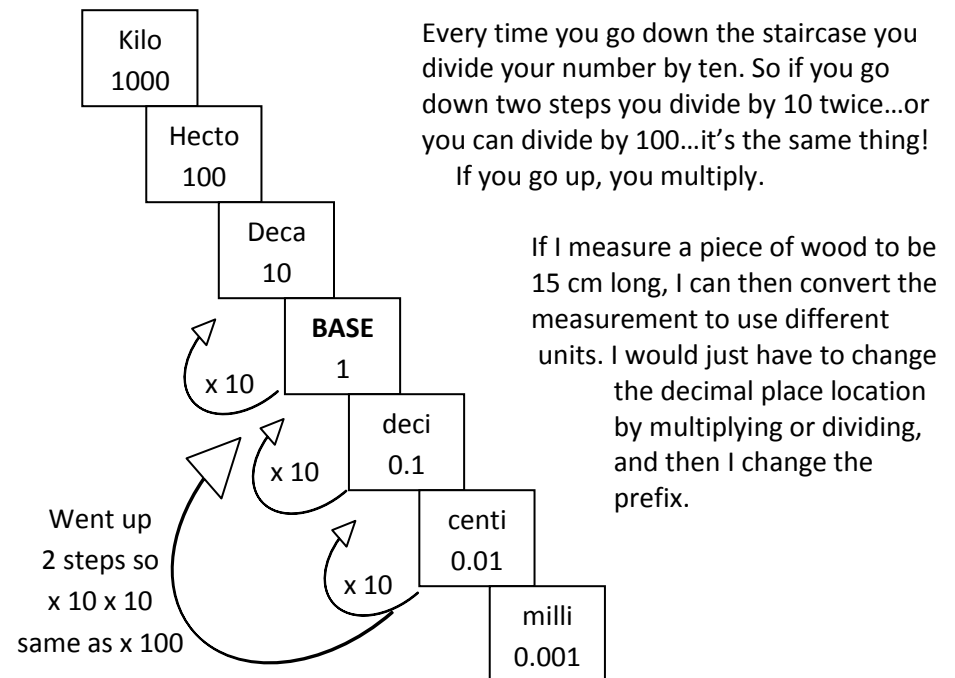 Kilo
1000
Every time you go down the staircase you
divide your number by ten. So if you go
down two steps you divide by 10 twice…or
you can divide by 100…it’s the same thing!
If you go up, you multiply.
Hecto
100
Deca
10
If I measure a piece of wood to be
15 cm long, I can then convert the
measurement to use different
units. I would just have to change
the decimal place location
by multiplying or dividing,
and then I change the
prefix.
BASE
1
x 10
deci
0.1
x 10
centi
0.01
x 10
Went up
2 steps so
x 10 x 10
same as x 100
milli
0.001